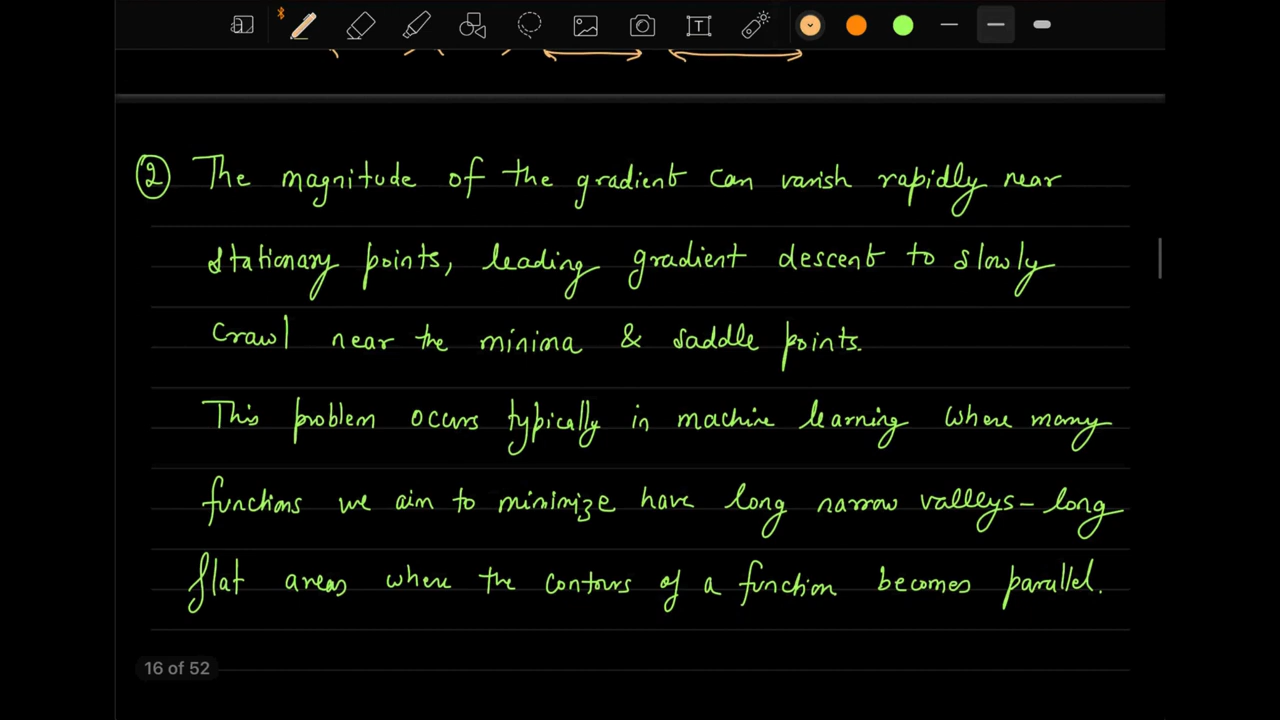 ② The magnitude of the gradient can vanish rapidly near
stationary points, leading gradient descent to slowly
crawl near the minima & saddle points.
This problem occurs typically in machine learning where many
functions we aim to minimize have long narrow valleys – long
flat areas where the contours of a function becomes parallel.
16 of 52